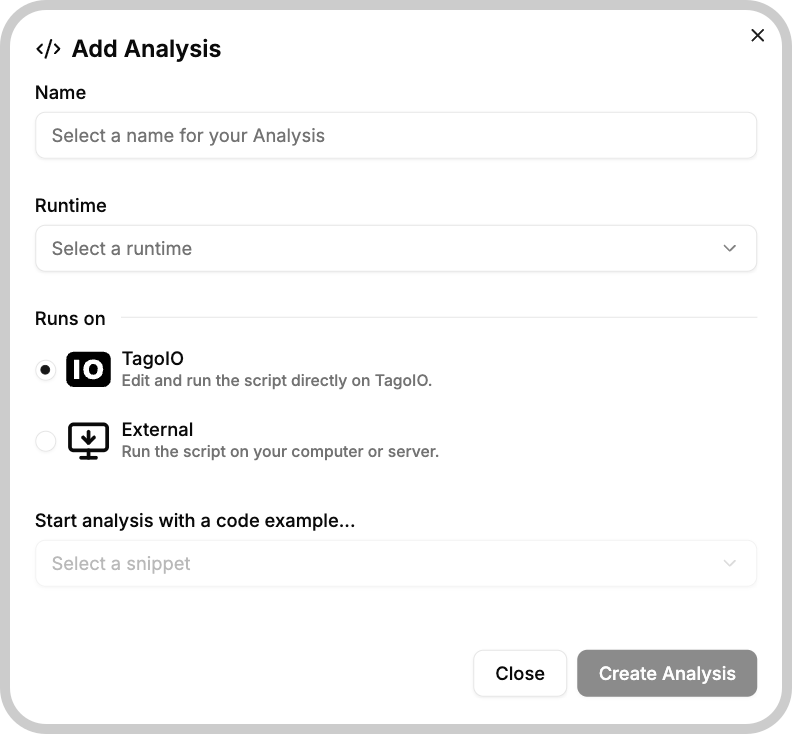 </> Add Analysis
Name
Select a name for your Analysis
Runtime
Select a runtime
Runs on
IO
TagoIO
Edit and run the script directly on TagoIO.
External
Run the script on your computer or server.
Start analysis with a code example...
Select a snippet
Close
Create Analysis